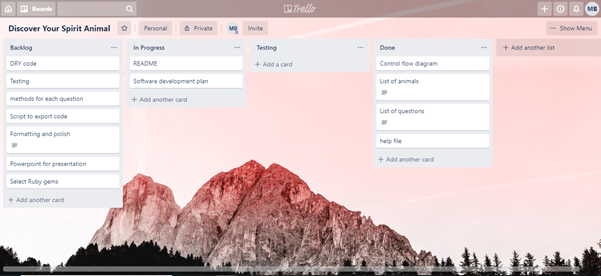 Boards
Trello
MB
Discover Your Spirit Animal
Personal
Private
MB
Invite
Show Menu
Backlog
DRY code
Testing
methods for each question
Script to export code
Formatting and polish
Powerpoint for presentation
Select Ruby gems
+ Add another card
In Progress
README
Software development plan
+ Add another card
Testing
+ Add a card
Done
Control flow diagram
List of animals
List of questions
help file
+ Add another card
+ Add another list